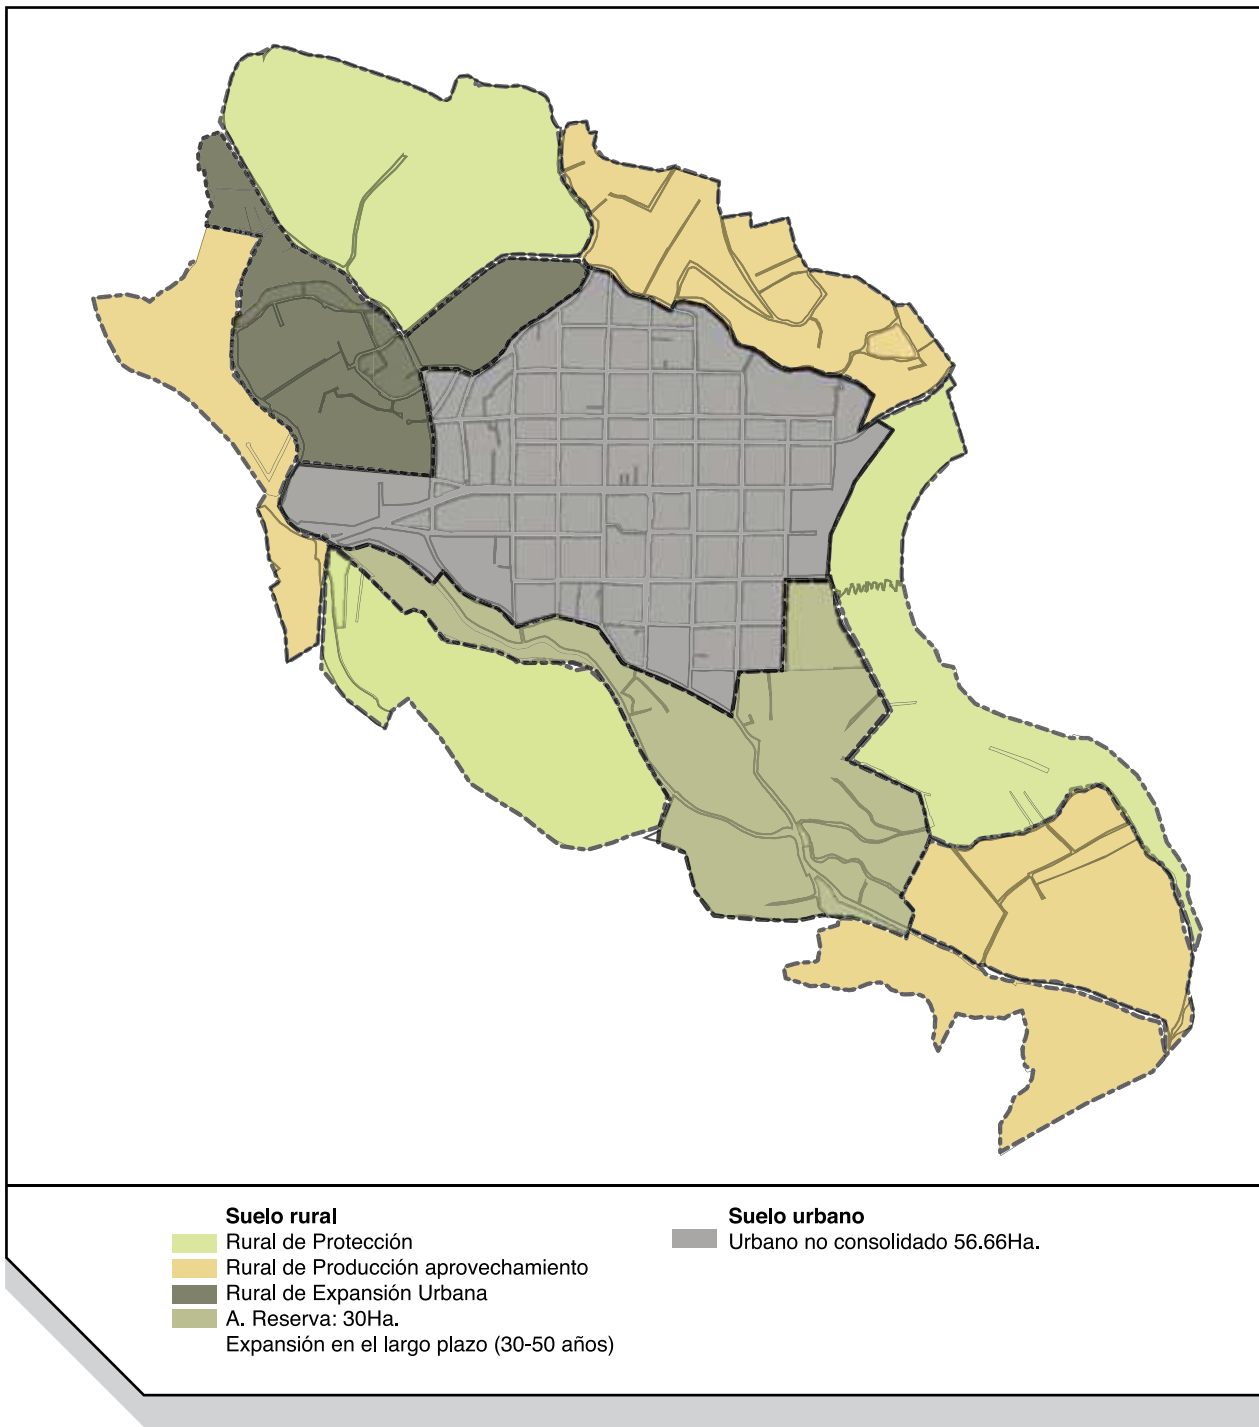 Suelo rural
Rural de Protección
Rural de Producción aprovechamiento
Rural de Expansión Urbana
A. Reserva: 30Ha.
Expansión en el largo plazo (30-50 años)
Suelo urbano
Urbano no consolidado 56.66Ha.